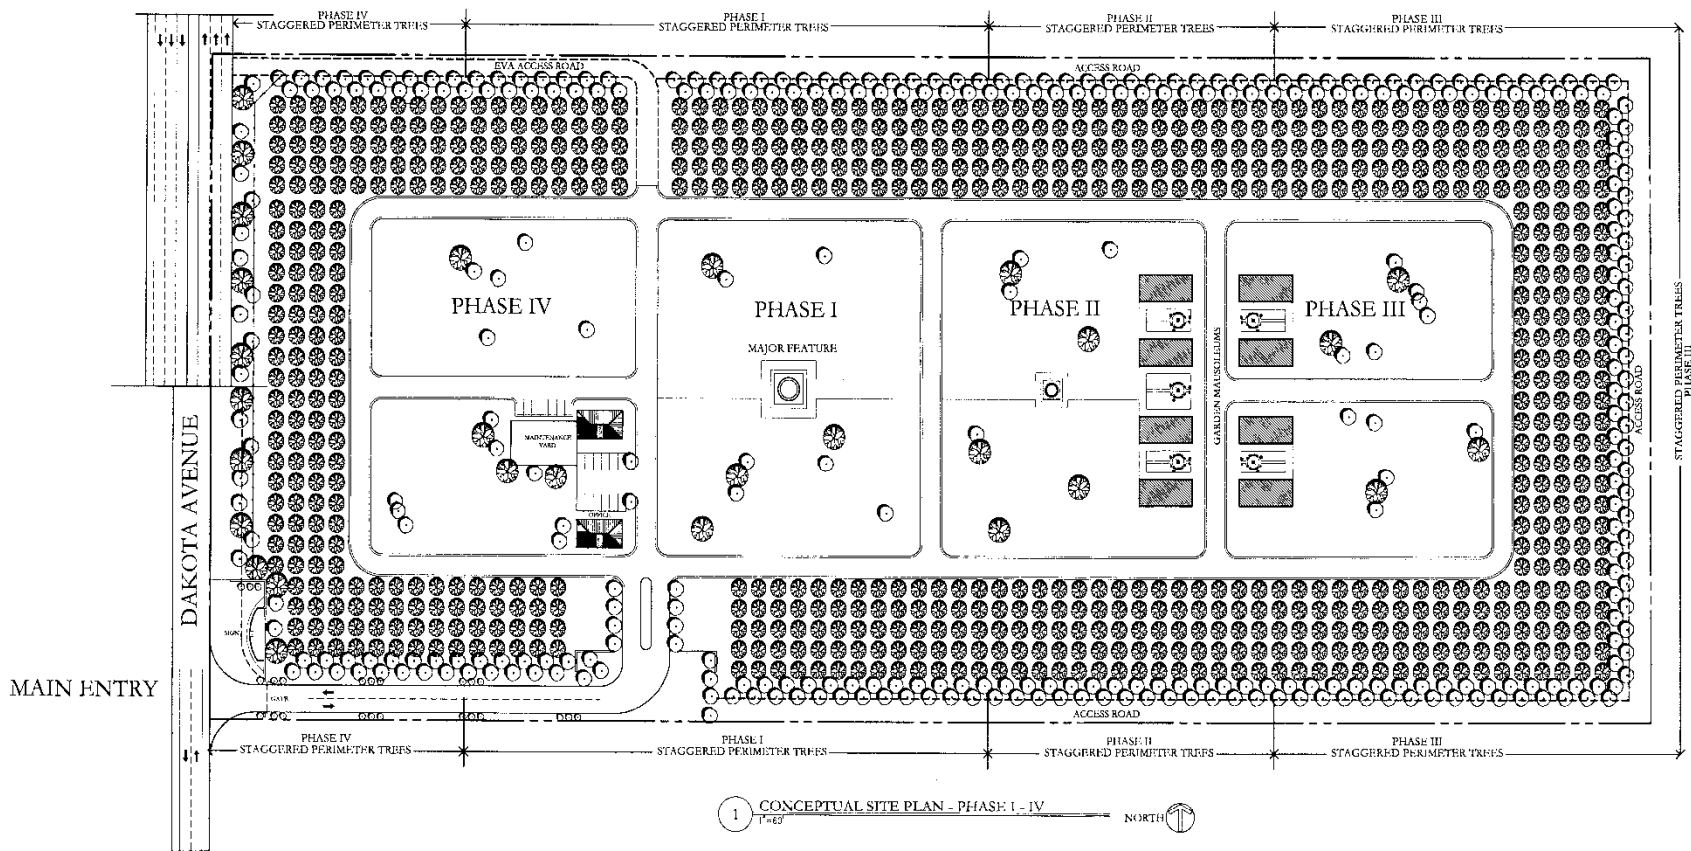 PHASE IV
STAGGERED PERIMETER TREES
PHASE I
STAGGERED PERIMETER TREES
PHASE II
STAGGERED PERIMETER TREES
PHASE III
STAGGERED PERIMETER TREES
EVA ACCESS ROAD
ACCESS ROAD
PHASE IV
PHASE I
PHASE II
PHASE III
MAJOR FEATURE
GARDEN MAUSOLEUMS
MAINTENANCE
YARD
OFFICE
ACCESS ROAD
STAGGERED PERIMETER TREES
PHASE III
DAKOTA AVENUE
SIGN
MAIN ENTRY
GATE
ACCESS ROAD
PHASE IV
STAGGERED PERIMETER TREES
PHASE I
STAGGERED PERIMETER TREES
PHASE II
STAGGERED PERIMETER TREES
PHASE III
STAGGERED PERIMETER TREES
1 CONCEPTUAL SITE PLAN - PHASE I - IV
1"=60'
NORTH